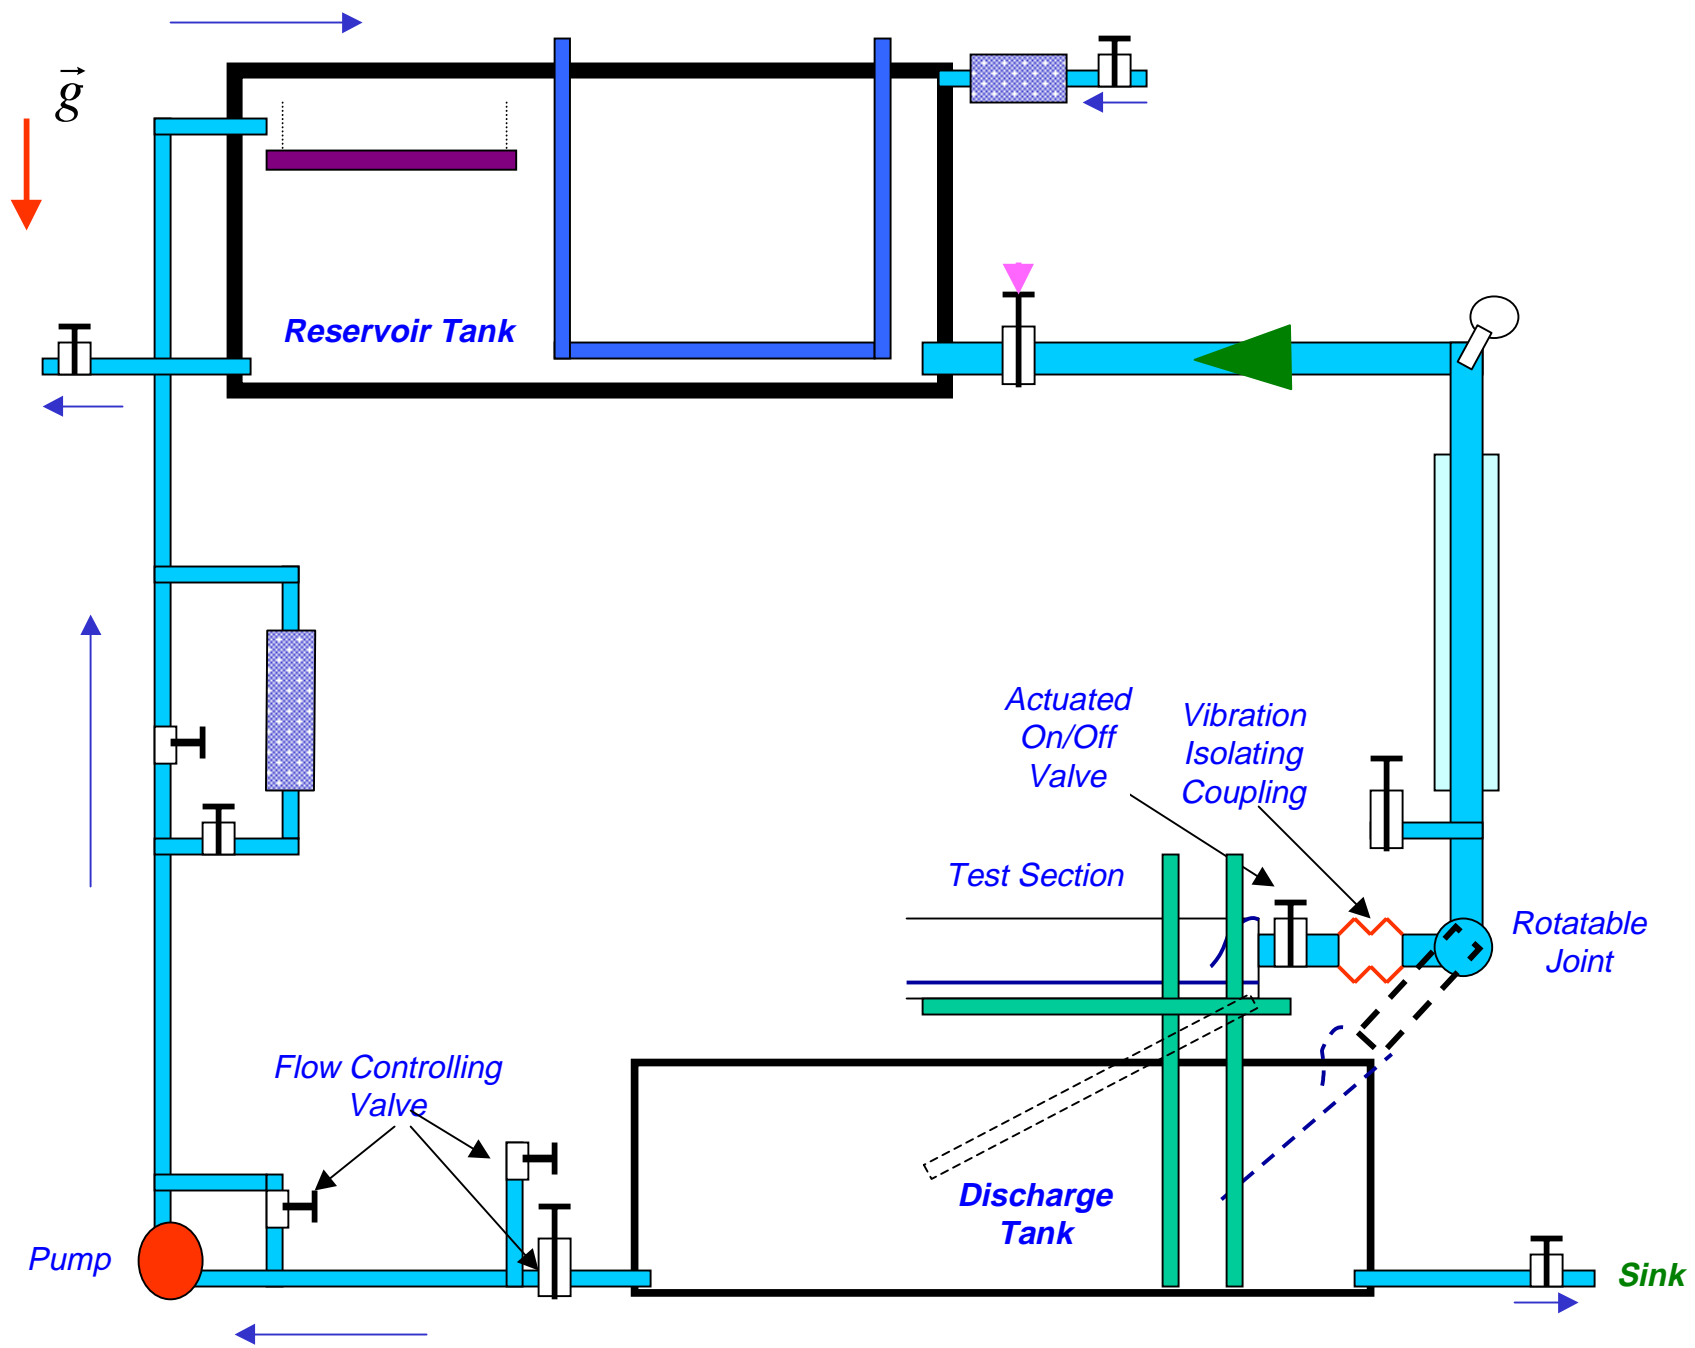 g
Reservoir Tank
Actuated
On/Off
Valve
Vibration
Isolating
Coupling
Test Section
Rotatable
Joint
Flow Controlling
Valve
Discharge
Tank
Pump
Sink